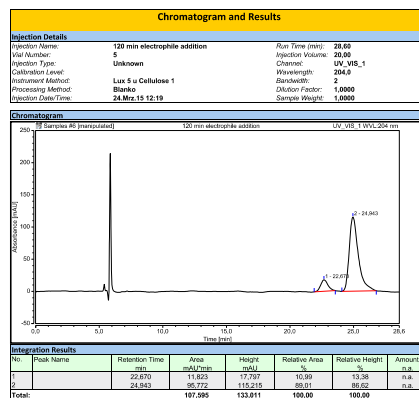 Chromatogram and Results
Injection Details
Injection Name: 120 min electrophile addition Run Time (min): 28,60
Vial Number: 5 Injection Volume: 20,00
Injection Type: Unknown Channel: UV_VIS_1
Calibration Level: Wavelength: 204,0
Instrument Method: Lux 5 u Cellulose 1 Bandwidth: 2
Processing Method: Blanko Dilution Factor: 1,0000
Injection Date/Time: 24.Mrz.15 12:19 Sample Weight: 1,0000
Chromatogram
Samples #6 [manipulated] 120 min electrophile addition UV_VIS_1 WVL:204 nm
250
200
150
100
50
0
-50
Absorbance [mAU]
2 - 24,943
1 - 22,670
0,0 5,0 10,0 15,0 20,0 25,0 28,6
Time [min]
Integration Results
No. Peak Name Retention Time Area Height Relative Area Relative Height Amount
min mAU*min mAU % % n.a.
1 22,670 11,823 17,797 10,99 13,38 n.a.
2 24,943 95,772 115,215 89,01 86,62 n.a.
Total: 107,595 133,011 100,00 100,00